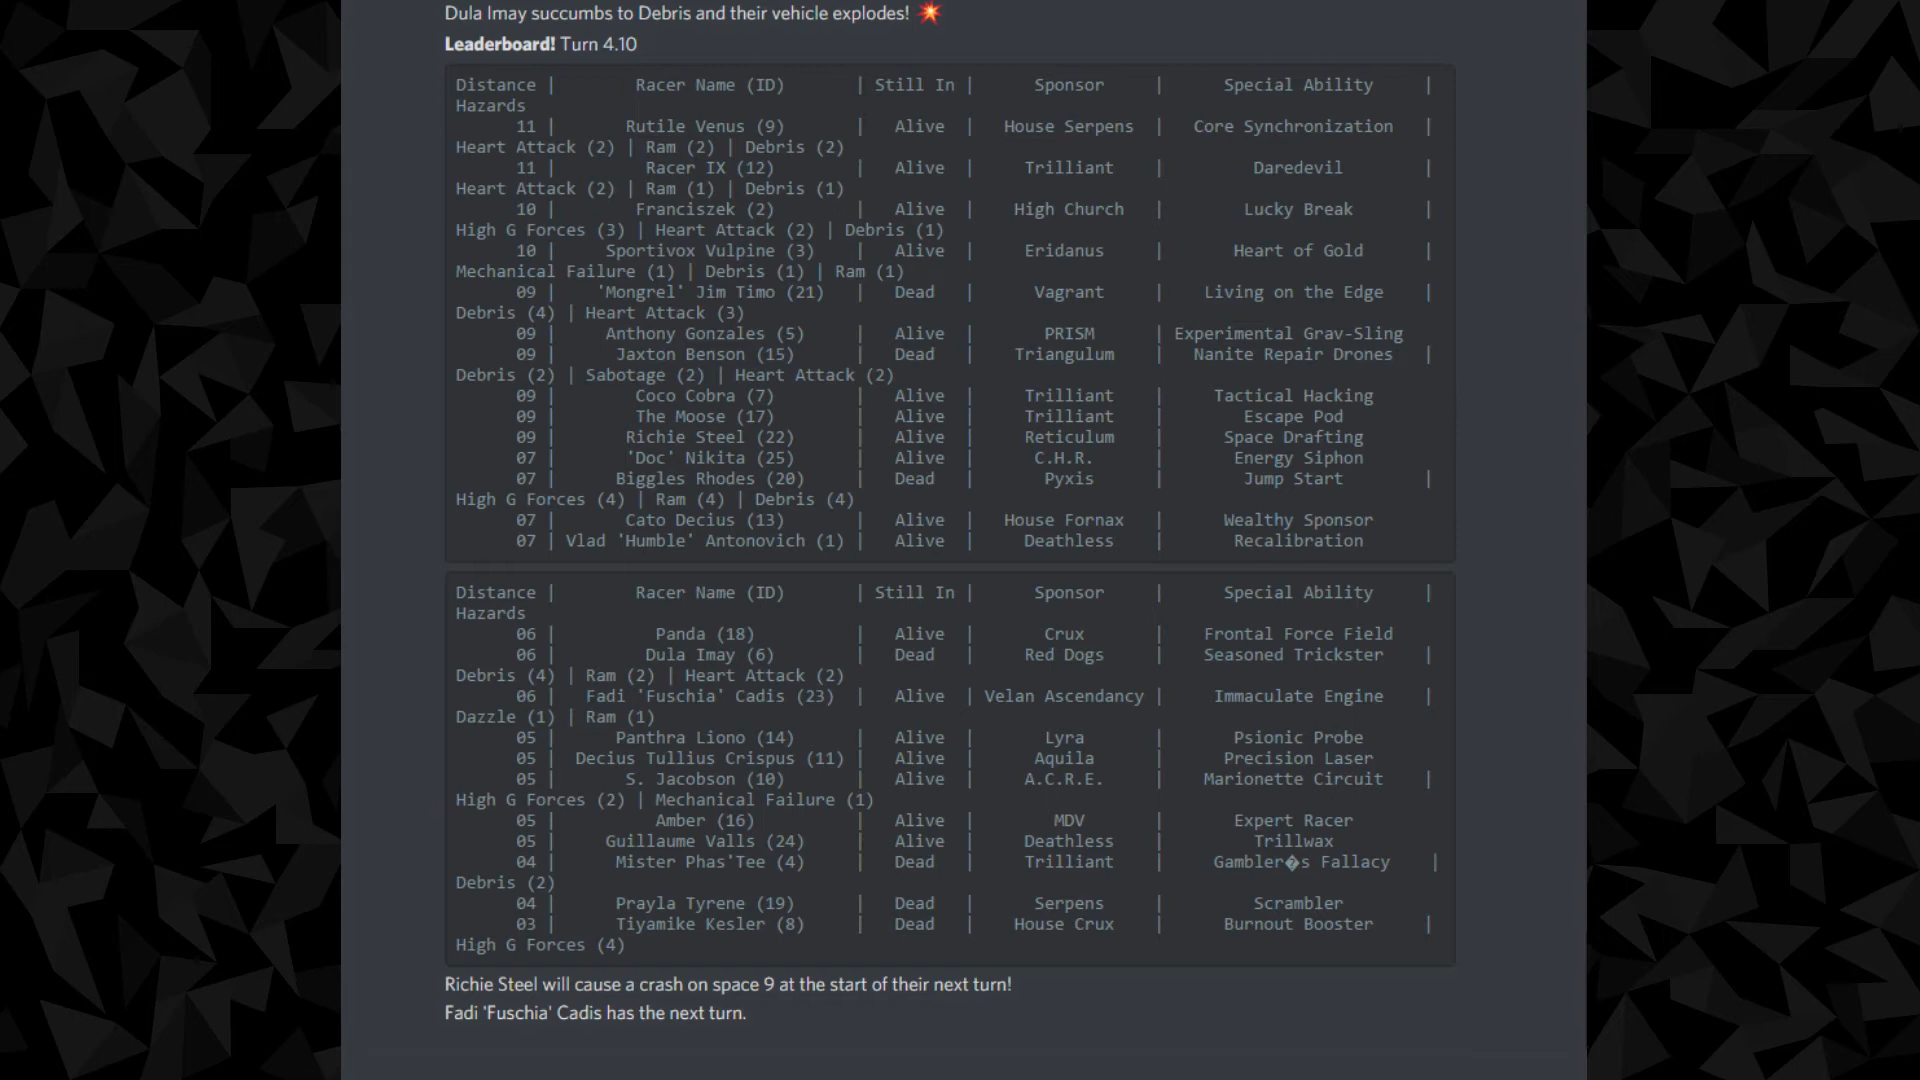 Dula Imay succumbs to Debris and their vehicle explodes! 💥
Leaderboard! Turn 4.10
Distance | Racer Name (ID) | Still In | Sponsor | Special Ability |
Hazards
11 | Rutile Venus (9) | Alive | House Serpens | Core Synchronization |
Heart Attack (2) | Ram (2) | Debris (2)
11 | Racer IX (12) | Alive | Trilliant | Daredevil |
Heart Attack (2) | Ram (1) | Debris (1)
10 | Franciszek (2) | Alive | High Church | Lucky Break |
High G Forces (3) | Heart Attack (2) | Debris (1)
10 | Sportivox Vulpine (3) | Alive | Eridanus | Heart of Gold |
Mechanical Failure (1) | Debris (1) | Ram (1)
09 | 'Mongrel' Jim Timo (21) | Dead | Vagrant | Living on the Edge |
Debris (4) | Heart Attack (3)
09 | Anthony Gonzales (5) | Alive | PRISM | Experimental Grav-Sling
09 | Jaxton Benson (15) | Dead | Triangulum | Nanite Repair Drones |
Debris (2) | Sabotage (2) | Heart Attack (2)
09 | Coco Cobra (7) | Alive | Trilliant | Tactical Hacking
09 | The Moose (17) | Alive | Trilliant | Escape Pod
09 | Richie Steel (22) | Alive | Reticulum | Space Drafting
07 | 'Doc' Nikita (25) | Alive | C.H.R. | Energy Siphon
07 | Biggles Rhodes (20) | Dead | Pyxis | Jump Start |
High G Forces (4) | Ram (4) | Debris (4)
07 | Cato Decius (13) | Alive | House Fornax | Wealthy Sponsor
07 | Vlad 'Humble' Antonovich (1) | Alive | Deathless | Recalibration
Distance | Racer Name (ID) | Still In | Sponsor | Special Ability |
Hazards
06 | Panda (18) | Alive | Crux | Frontal Force Field
06 | Dula Imay (6) | Dead | Red Dogs | Seasoned Trickster |
Debris (4) | Ram (2) | Heart Attack (2)
06 | Fadi 'Fuschia' Cadis (23) | Alive | Velan Ascendancy | Immaculate Engine |
Dazzle (1) | Ram (1)
05 | Panthra Liono (14) | Alive | Lyra | Psionic Probe
05 | Decius Tullius Crispus (11) | Alive | Aquila | Precision Laser
05 | S. Jacobson (10) | Alive | A.C.R.E. | Marionette Circuit |
High G Forces (2) | Mechanical Failure (1)
05 | Amber (16) | Alive | MDV | Expert Racer
05 | Guillaume Valls (24) | Alive | Deathless | Trillwax
04 | Mister Phas'Tee (4) | Dead | Trilliant | Gambler�s Fallacy |
Debris (2)
04 | Prayla Tyrene (19) | Dead | Serpens | Scrambler
03 | Tiyamike Kesler (8) | Dead | House Crux | Burnout Booster |
High G Forces (4)
Richie Steel will cause a crash on space 9 at the start of their next turn!
Fadi 'Fuschia' Cadis has the next turn.